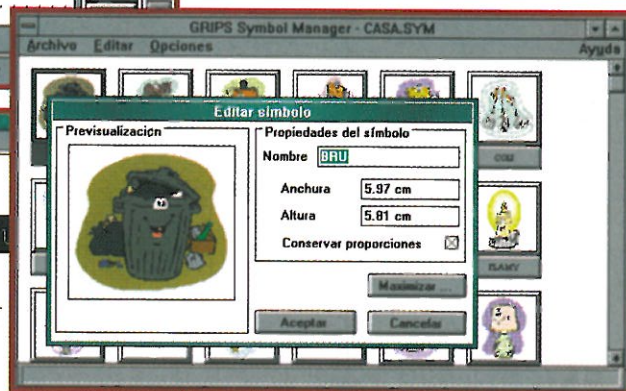 GRIPS Symbol Manager - CASA.SYM
Archivo Editar Opciones Ayuda
Editar símbolo
Previsualización
Propiedades del símbolo
Nombre BRU
Anchura 5.97 cm
Altura 5.81 cm
Conservar proporciones
Maximizar ...
Aceptar Cancelar